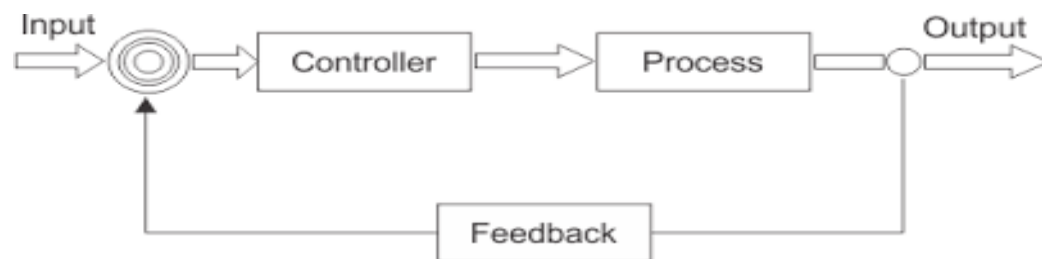 Input
Output
Controller
Process
Feedback